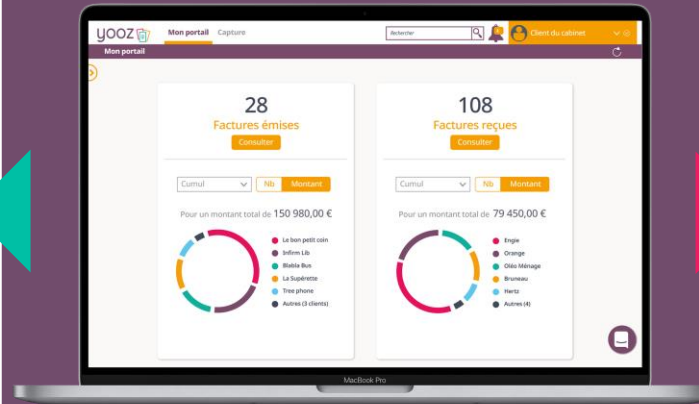 yooz
Mon portail
Capture
Rechercher
Client du cabinet
Mon portail
28
Factures émises
Consulter
Cumul
Nb
Montant
Pour un montant total de 150 980,00 €
Le bon petit coin
Infirm Lib
Blabla Bus
La Supérette
Tree phone
Autres (3 clients)
108
Factures reçues
Consulter
Cumul
Nb
Montant
Pour un montant total de 79 450,00 €
Engie
Orange
Olés Ménage
Bruneau
Hertz
Autres (4)
MacBook Pro